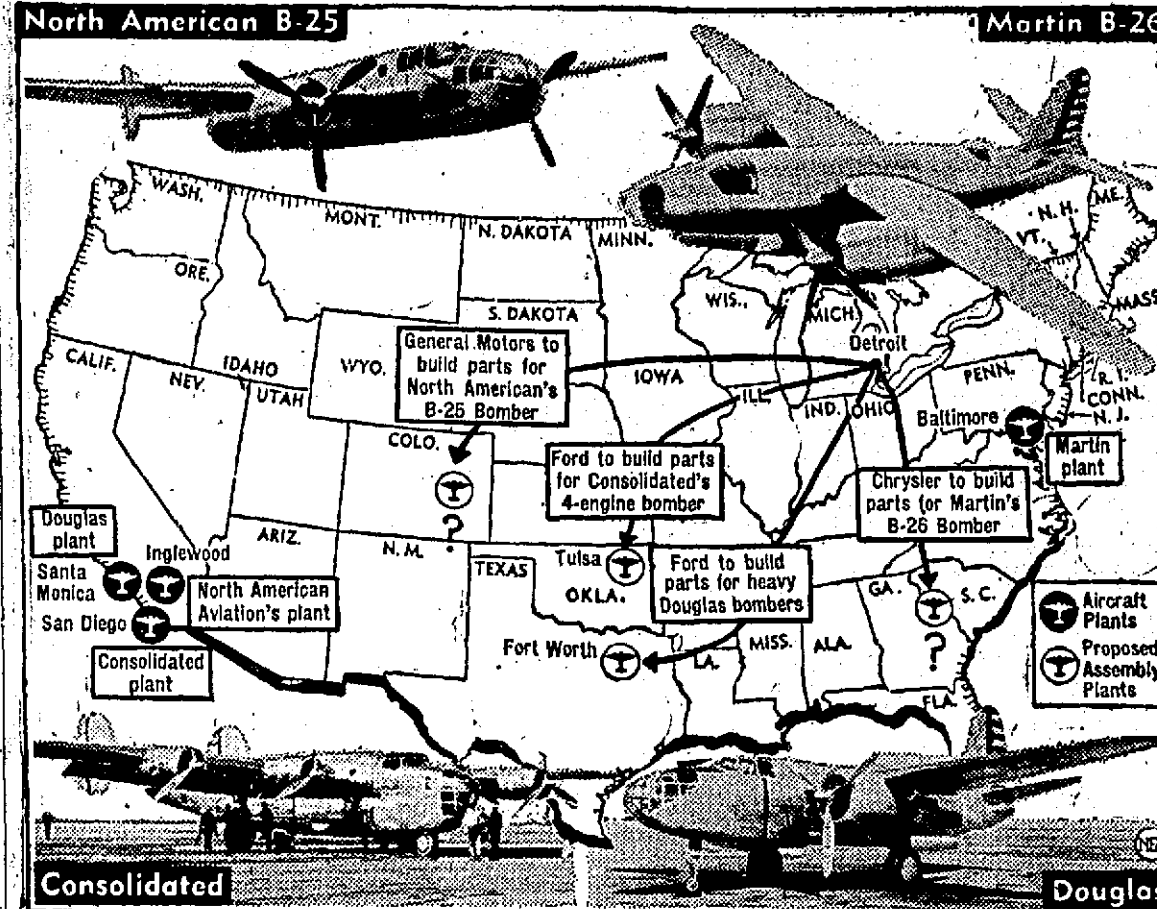 North American B-25
Martin B-26
WASH.
MONT.
N. DAKOTA
MINN.
N. H.
ME.
VT.
ORE.
WIS.
MICH.
MASS
S. DAKOTA
Detroit
CALIF.
NEV.
IDAHO
UTAH
WYO.
General Motors to
build parts for
North American's
B-25 Bomber
IOWA
ILL.
IND.
OHIO
PENN.
R. I.
CONN.
N. J.
Baltimore
Martin
plant
COLO.
?
Ford to build parts
for Consolidated's
4-engine bomber
Chrysler to build
parts for Martin's
B-26 Bomber
Douglas
plant
Inglewood
Santa
Monica
North American
Aviation's plant
San Diego
Consolidated
plant
ARIZ.
N. M.
TEXAS
Tulsa
OKLA.
Ford to build
parts for heavy
Douglas bombers
GA.
S. C.
?
Aircraft
Plants
Proposed
Assembly
Plants
Fort Worth
LA.
MISS.
ALA.
FLA.
Consolidated
Douglas